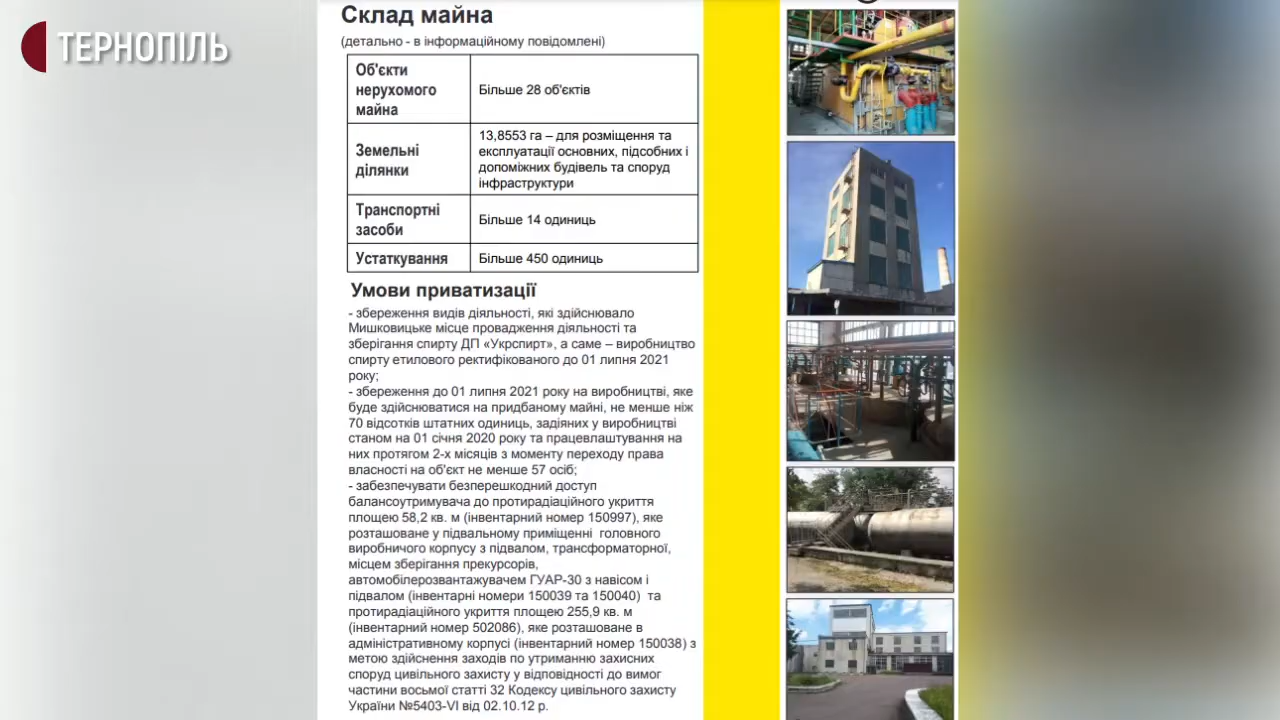 ТЕРНОПІЛЬ
Склад майна
(детально - в інформаційному повідомлені)
Об'єкти
нерухомого
майна
Більше 28 об'єктів
Земельні
ділянки
13,8553 га – для розміщення та
експлуатації основних, підсобних і
допоміжних будівель та споруд
інфраструктури
Транспортні
засоби
Більше 14 одиниць
Устаткування
Більше 450 одиниць
Умови приватизації
- збереження видів діяльності, які здійснювало
Мишковицьке місце провадження діяльності та
зберігання спирту ДП «Укрспирт», а саме – виробництво
спирту етилового ректифікованого до 01 липня 2021
року;
- збереження до 01 липня 2021 року на виробництві, яке
буде здійснюватися на придбаному майні, не менше ніж
70 відсотків штатних одиниць, задіяних у виробництві
станом на 01 січня 2020 року та працевлаштування на
них протягом 2-х місяців з моменту переходу права
власності на об'єкт не менше 57 осіб;
- забезпечувати безперешкодний доступ
балансоутримувача до протирадіаційного укриття
площею 58,2 кв. м (інвентарний номер 150997), яке
розташоване у підвальному приміщенні головного
виробничого корпусу з підвалом, трансформаторної,
місцем зберігання прекурсорів,
автомобілерозвантажувачем ГУАР-30 з навісом і
підвалом (інвентарні номери 150039 та 150040) та
протирадіаційного укриття площею 255,9 кв. м
(інвентарний номер 502086), яке розташоване в
адміністративному корпусі (інвентарний номер 150038) з
метою здійснення заходів по утриманню захисних
споруд цивільного захисту у відповідності до вимог
частини восьмої статті 32 Кодексу цивільного захисту
України №5403-VI від 02.10.12 р.